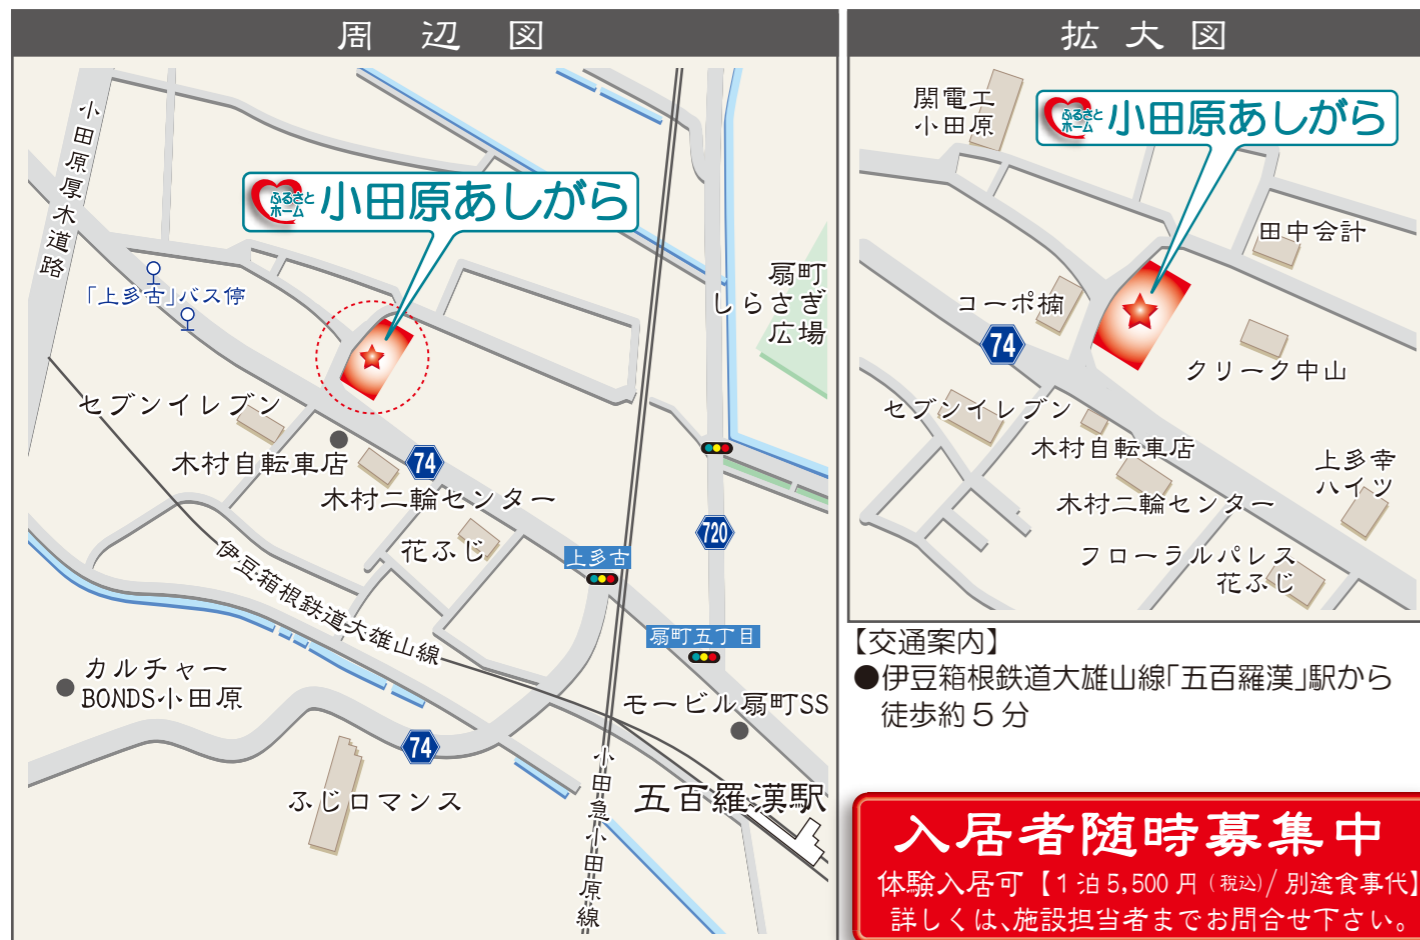 周辺図
小田原厚木道路
ふるさと
ホーム
小田原あしがら
「上多古」バス停
扇町
しらさぎ
広場
セブンイレブン
木村自転車店
74
木村二輪センター
花ふじ
上多古
720
伊豆箱根鉄道大雄山線
扇町五丁目
カルチャー
BONDS小田原
モービル扇町SS
74
ふじロマンス
小田急小田原線
五百羅漢駅
拡大図
関電工
小田原
ふるさと
ホーム
小田原あしがら
田中会計
コーポ楠
74
クリーク中山
セブンイレブン
木村自転車店
上多幸
ハイツ
木村二輪センター
フローラルパレス
花ふじ
【交通案内】
●伊豆箱根鉄道大雄山線「五百羅漢」駅から
徒歩約5分
入居者随時募集中
体験入居可【1泊5,500円(税込)/別途食事代】
詳しくは、施設担当者までお問合せ下さい。